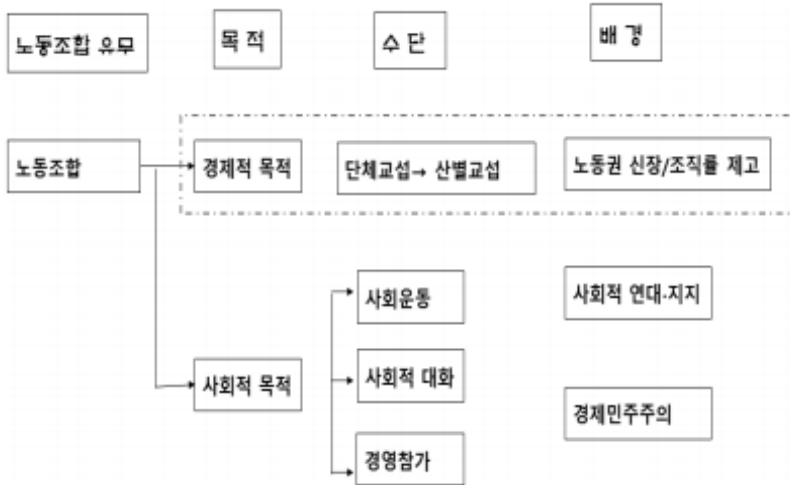 노동조합 유무
목 적
수 단
배 경
노동조합
경제적 목적
단체교섭→ 산별교섭
노동권 신장/조직률 제고
사회운동
사회적 연대·지지
사회적 목적
사회적 대화
경제민주주의
경영참가